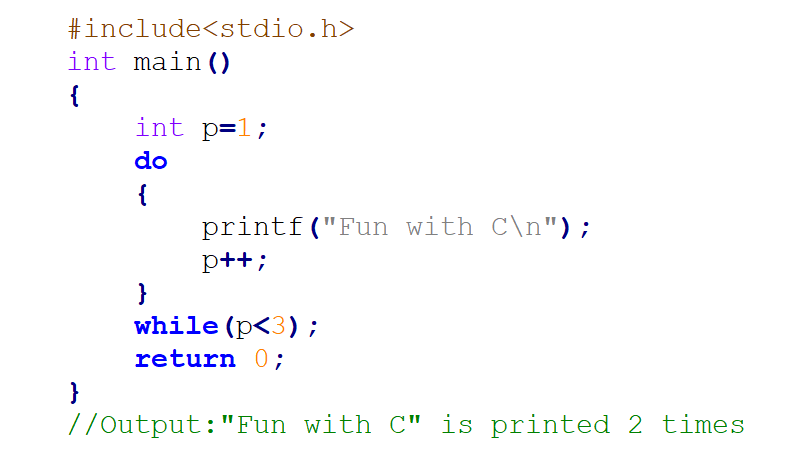 #include<stdio.h>
int main()
{
    int p=1;
    do
    {
        printf("Fun with C\n");
        p++;
    }
    while(p<3);
    return 0;
}
//Output:"Fun with C" is printed 2 times